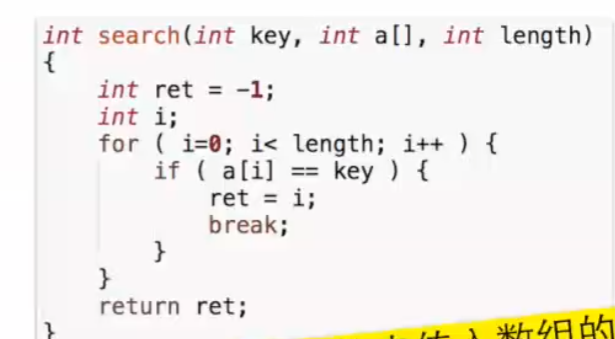 int search(int key, int a[], int length)
{
    int ret = -1;
    int i;
    for ( i=0; i< length; i++ ) {
        if ( a[i] == key ) {
            ret = i;
            break;
        }
    }
    return ret;
}
传入数组的